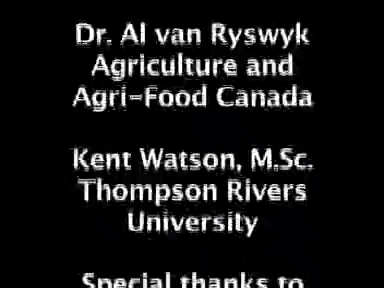 Dr. Al van Ryswyk
Agriculture and
Agri-Food Canada
Kent Watson, M.Sc.
Thompson Rivers
University
Special thanks to